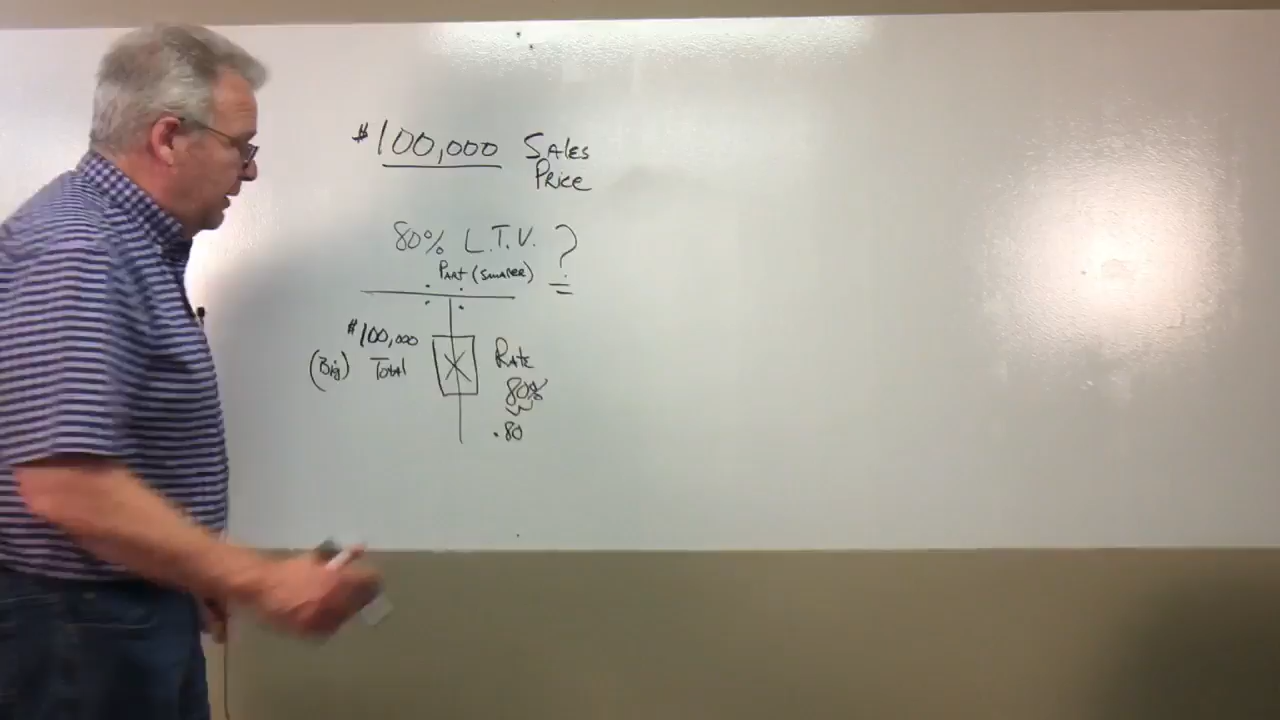 $100,000 Sales
Price
80% L.T.V. ?
Part (Smaller)
$100,000
(Big) Total
X
Rate
80%
.80